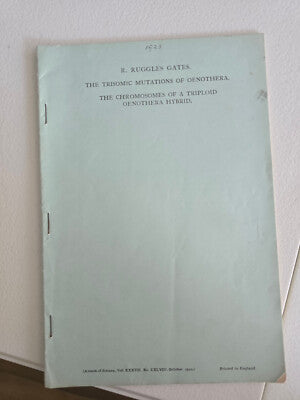 1923
R. RUGGLES GATES.
THE TRISOMIC MUTATIONS OF OENOTHERA.
THE CHROMOSOMES OF A TRIPLOID
OENOTHERA HYBRID.
(Annals of Botany, Vol. XXXVII. No. CXLVIII. October, 1923.)
Printed in England